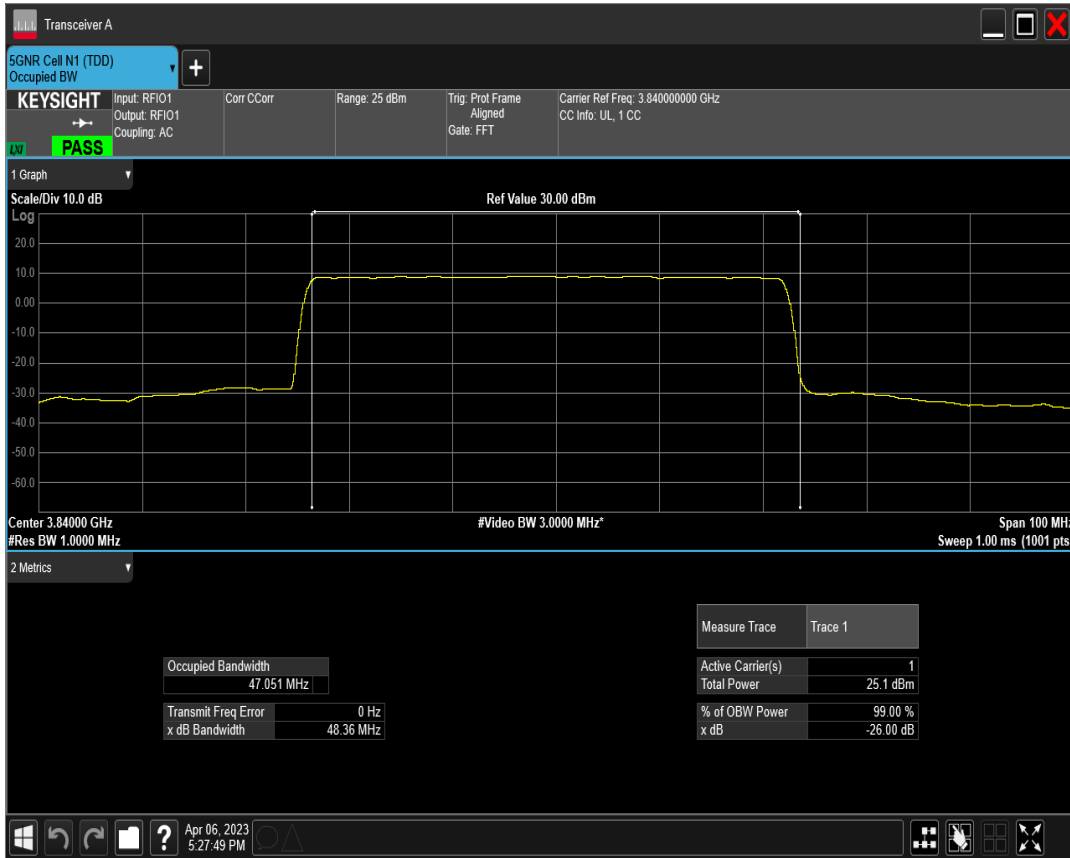 Transceiver A
5GNR Cell N1 (TDD)
Occupied BW
KEYSIGHT
LXI
PASS
Input: RFIO1
Output: RFIO1
Coupling: AC
Corr CCorr
Range: 25 dBm
Trig: Prot Frame
Aligned
Gate: FFT
Carrier Ref Freq: 3.840000000 GHz
CC Info: UL, 1 CC
1 Graph
Scale/Div 10.0 dB
Ref Value 30.00 dBm
Log
20.0
10.0
0.00
-10.0
-20.0
-30.0
-40.0
-50.0
-60.0
Center 3.84000 GHz
#Video BW 3.0000 MHz*
Span 100 MHz
#Res BW 1.0000 MHz
Sweep 1.00 ms (1001 pts
2 Metrics
Measure Trace Trace 1
Occupied Bandwidth
47.051 MHz
Active Carrier(s) 1
Total Power 25.1 dBm
Transmit Freq Error 0 Hz
x dB Bandwidth 48.36 MHz
% of OBW Power 99.00 %
x dB -26.00 dB
?
Apr 06, 2023
5:27:49 PM